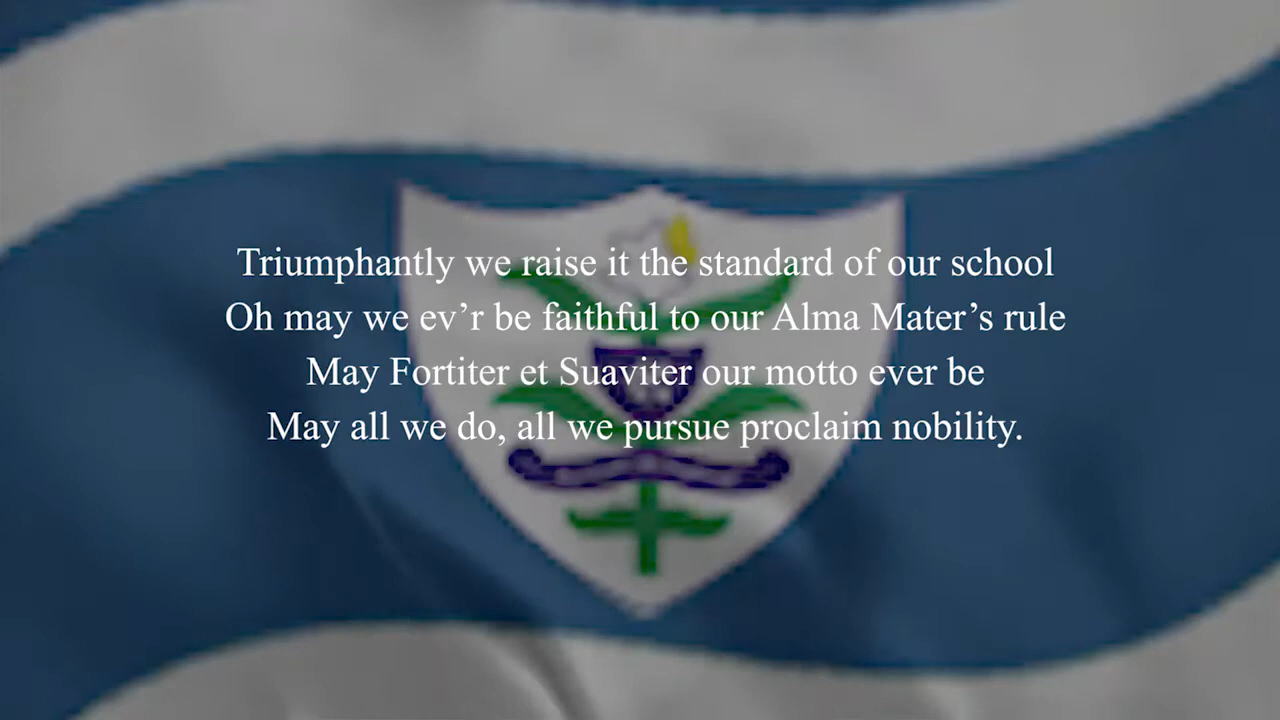 Triumphantly we raise it the standard of our school
Oh may we ev’r be faithful to our Alma Mater’s rule
May Fortiter et Suaviter our motto ever be
May all we do, all we pursue proclaim nobility.